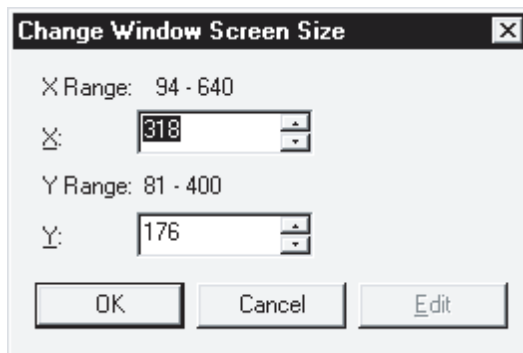 Change Window Screen Size
X Range: 94 - 640
X: 318
Y Range: 81 - 400
Y: 176
OK Cancel Edit